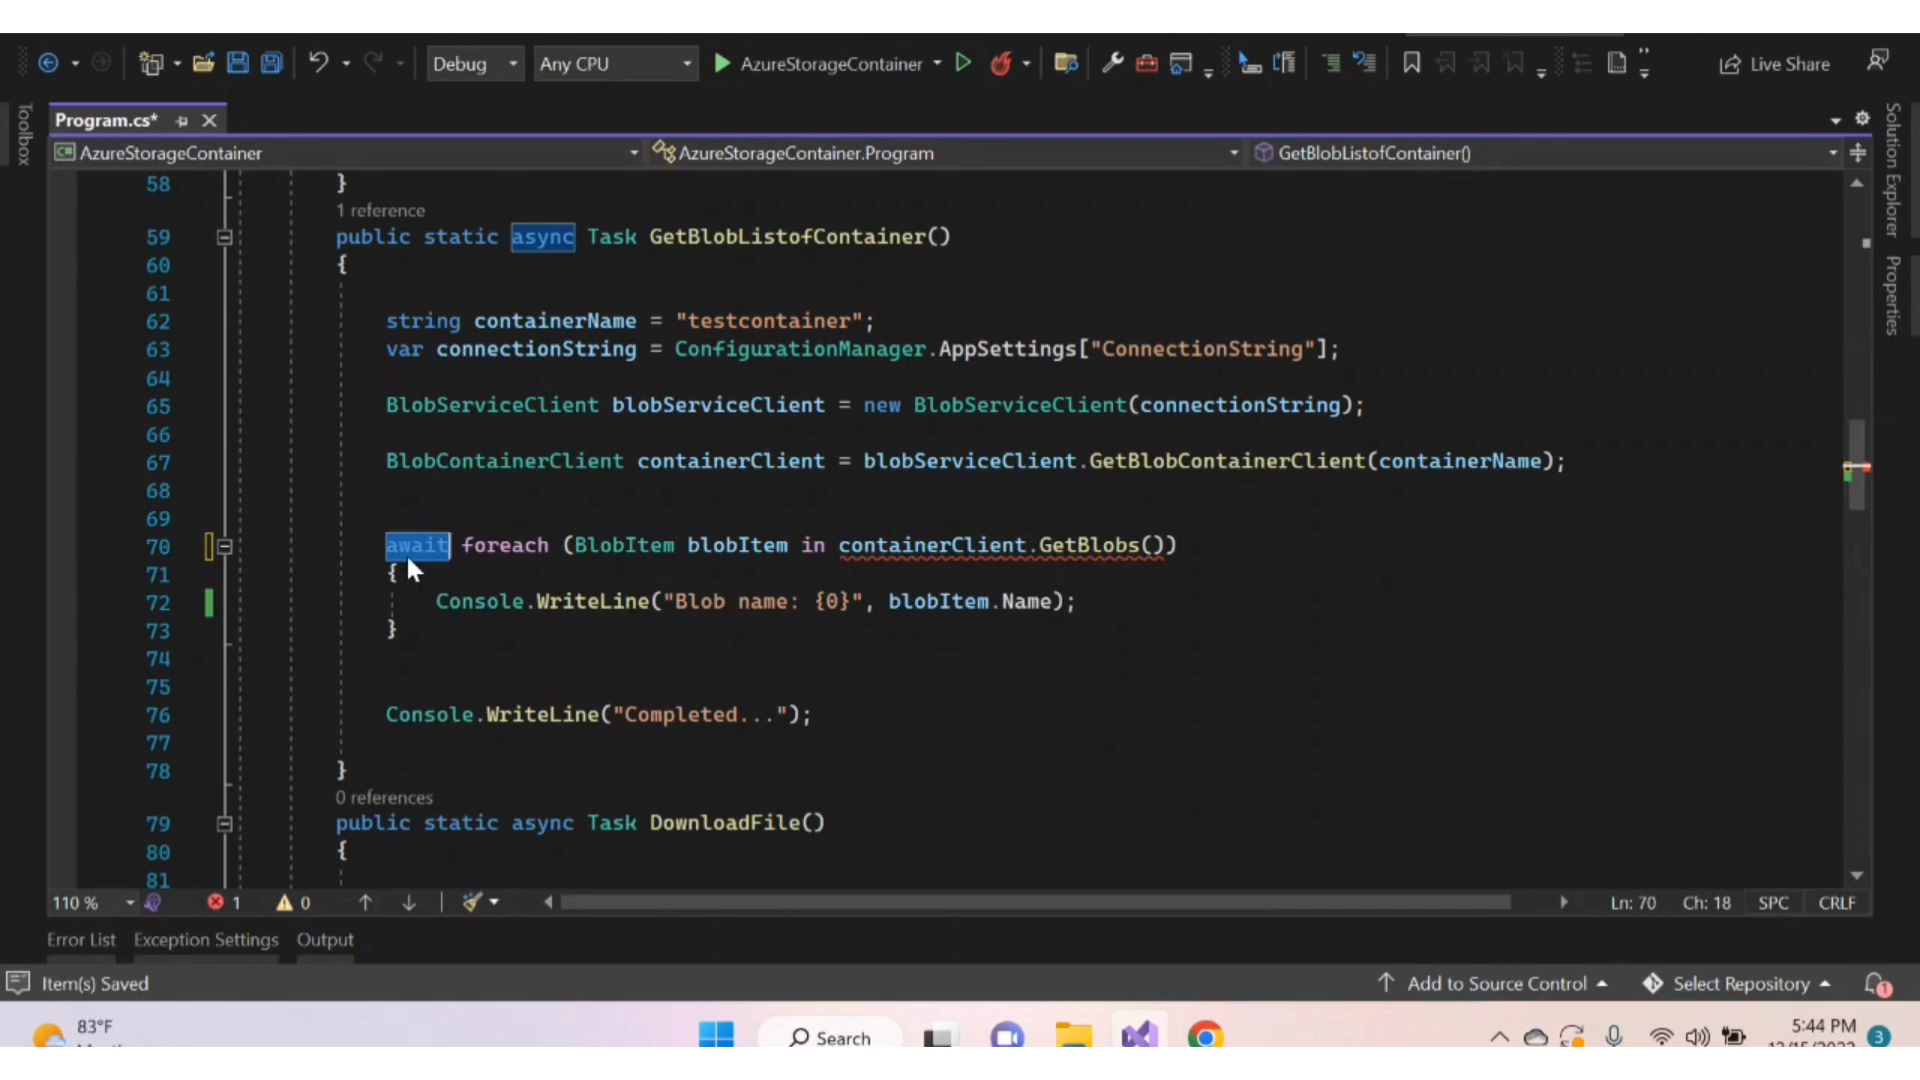 Debug
Any CPU
AzureStorageContainer
Live Share
Toolbox
Program.cs*
Solution Explorer
Properties
AzureStorageContainer
AzureStorageContainer.Program
GetBlobListofContainer()
58 }
1 reference
59 public static async Task GetBlobListofContainer()
60 {
61
62 string containerName = "testcontainer";
63 var connectionString = ConfigurationManager.AppSettings["ConnectionString"];
64
65 BlobServiceClient blobServiceClient = new BlobServiceClient(connectionString);
66
67 BlobContainerClient containerClient = blobServiceClient.GetBlobContainerClient(containerName);
68
69
70 await foreach (BlobItem blobItem in containerClient.GetBlobs())
71 {
72 Console.WriteLine("Blob name: {0}", blobItem.Name);
73 }
74
75
76 Console.WriteLine("Completed...");
77
78 }
0 references
79 public static async Task DownloadFile()
80 {
81
110 % 1 0 Ln: 70 Ch: 18 SPC CRLF
Error List Exception Settings Output
Item(s) Saved Add to Source Control Select Repository 1
83°F
Search
5:44 PM
3